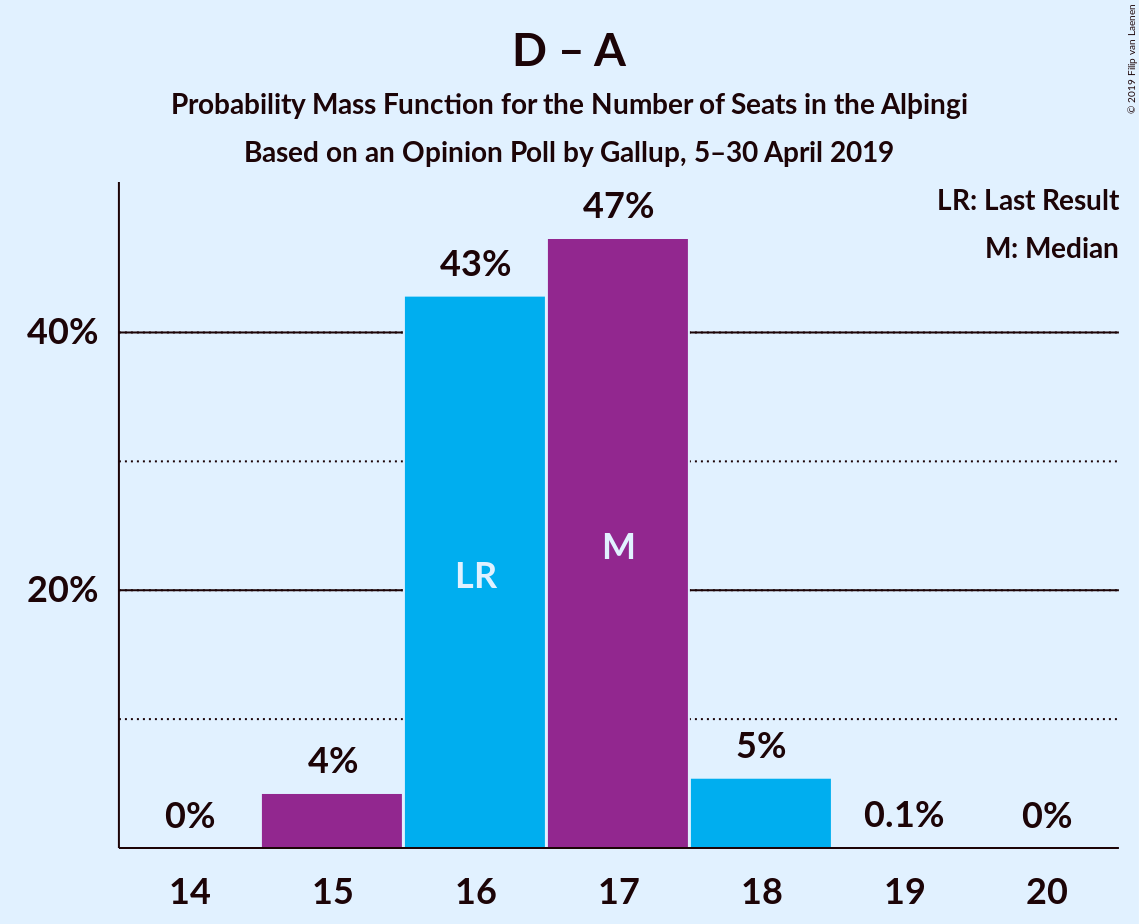 D – A
Probability Mass Function for the Number of Seats in the Alþingi
Based on an Opinion Poll by Gallup, 5–30 April 2019
© 2019 Filip van Laenen
LR: Last Result
M: Median
47%
43%
40%
M
LR
20%
5%
4%
0%
0.1%
0%
14
15
16
17
18
19
20